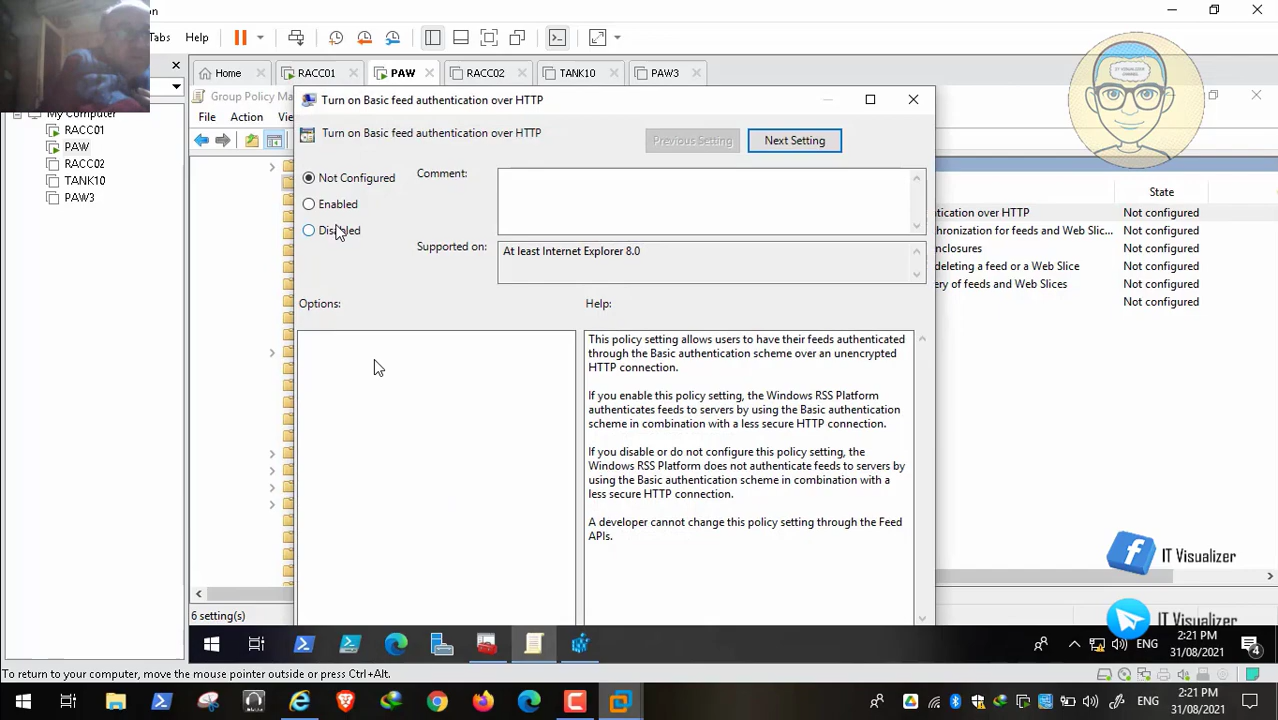 on
Tabs
Help
Home
RACC01
PAW
RACC02
TANK10
PAW3
My Computer
RACC01
PAW
RACC02
TANK10
PAW3
Group Policy Ma
File
Action
Vie
Turn on Basic feed authentication over HTTP
Turn on Basic feed authentication over HTTP
Previous Setting
Next Setting
Not Configured
Enabled
Disabled
Comment:
Supported on:
At least Internet Explorer 8.0
Options:
Help:
This policy setting allows users to have their feeds authenticated
through the Basic authentication scheme over an unencrypted
HTTP connection.
If you enable this policy setting, the Windows RSS Platform
authenticates feeds to servers by using the Basic authentication
scheme in combination with a less secure HTTP connection.
If you disable or do not configure this policy setting, the
Windows RSS Platform does not authenticate feeds to servers by
using the Basic authentication scheme in combination with a
less secure HTTP connection.
A developer cannot change this policy setting through the Feed
APIs.
State
tication over HTTP Not configured
hronization for feeds and Web Slic... Not configured
enclosures Not configured
deleting a feed or a Web Slice Not configured
ery of feeds and Web Slices Not configured
Not configured
IT VISUALIZER
CHANNEL
IT Visualizer
IT Visualizer
6 setting(s)
ENG
2:21 PM
31/08/2021
4
To return to your computer, move the mouse pointer outside or press Ctrl+Alt.
ENG
2:21 PM
31/08/2021